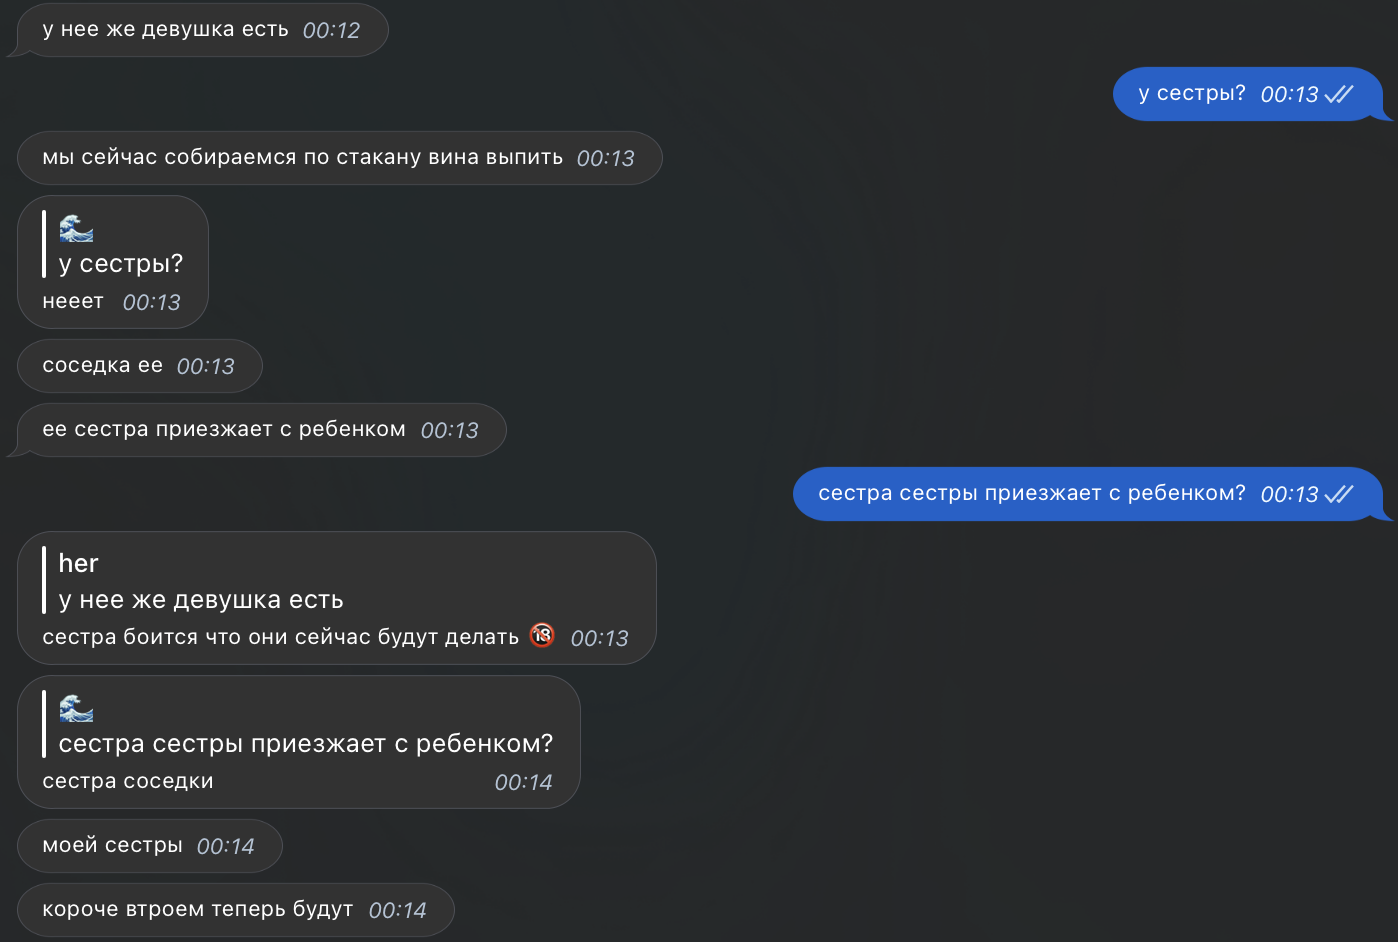 у нее же девушка есть 00:12
у сестры? 00:13
мы сейчас собираемся по стакану вина выпить 00:13
🌊
у сестры?
нееет 00:13
соседка ее 00:13
ее сестра приезжает с ребенком 00:13
сестра сестры приезжает с ребенком? 00:13
her
у нее же девушка есть
сестра боится что они сейчас будут делать 🔞 00:13
🌊
сестра сестры приезжает с ребенком?
сестра соседки 00:14
моей сестры 00:14
короче втроем теперь будут 00:14